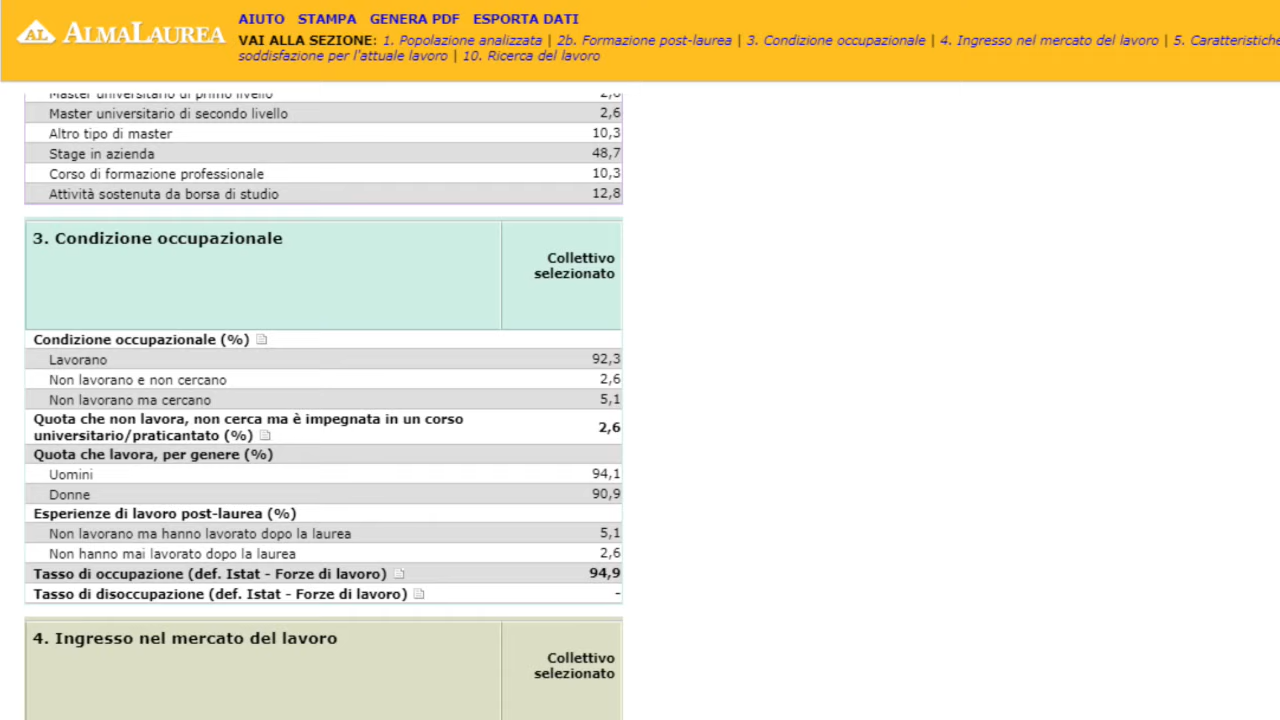 AIUTO STAMPA GENERA PDF ESPORTA DATI
AL ALMALAUREA
VAI ALLA SEZIONE: 1. Popolazione analizzata | 2b. Formazione post-laurea | 3. Condizione occupazionale | 4. Ingresso nel mercato del lavoro | 5. Caratteristiche
soddisfazione per l'attuale lavoro | 10. Ricerca del lavoro
Master universitario di primo livello
Master universitario di secondo livello 2,6
Altro tipo di master 10,3
Stage in azienda 48,7
Corso di formazione professionale 10,3
Attività sostenuta da borsa di studio 12,8
3. Condizione occupazionale
Collettivo
selezionato
Condizione occupazionale (%)
Lavorano 92,3
Non lavorano e non cercano 2,6
Non lavorano ma cercano 5,1
Quota che non lavora, non cerca ma è impegnata in un corso
universitario/praticantato (%) 2,6
Quota che lavora, per genere (%)
Uomini 94,1
Donne 90,9
Esperienze di lavoro post-laurea (%)
Non lavorano ma hanno lavorato dopo la laurea 5,1
Non hanno mai lavorato dopo la laurea 2,6
Tasso di occupazione (def. Istat - Forze di lavoro) 94,9
Tasso di disoccupazione (def. Istat - Forze di lavoro) -
4. Ingresso nel mercato del lavoro
Collettivo
selezionato